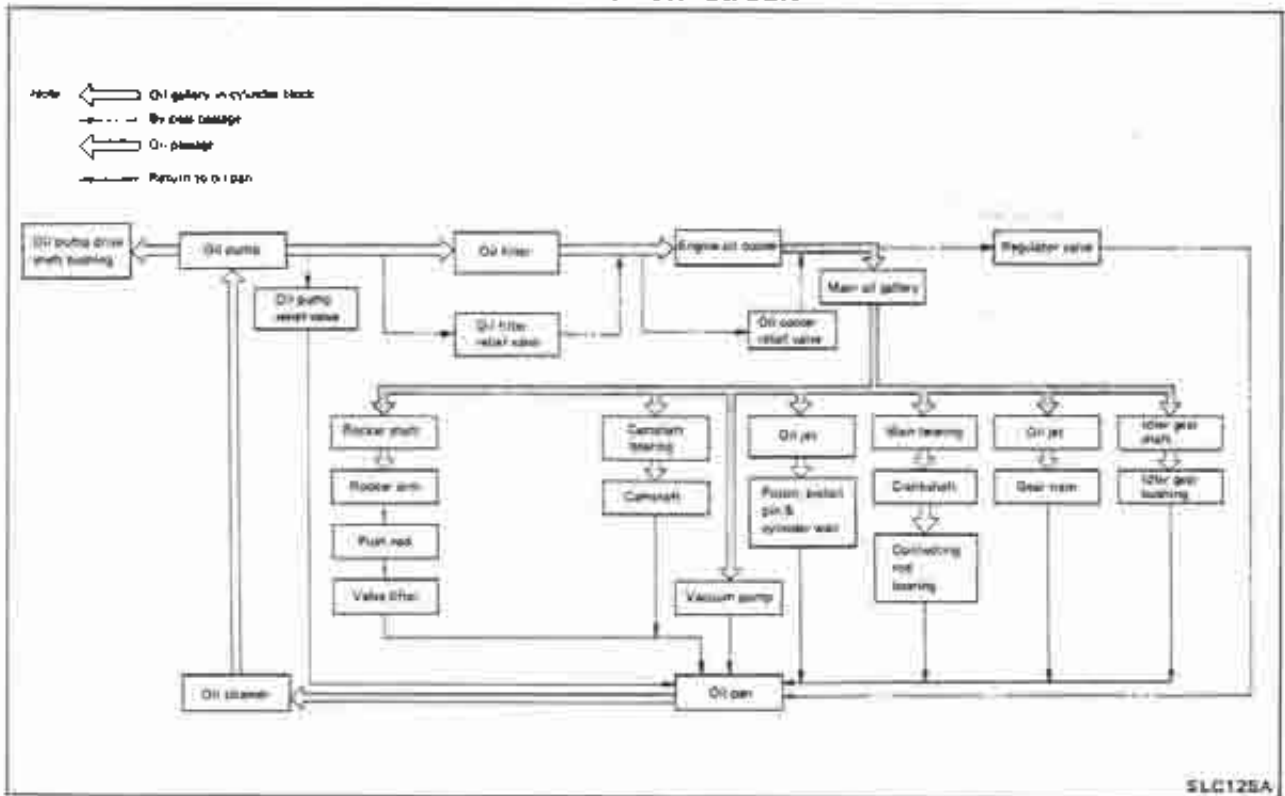 Note
Oil gallery in cylinder block
By-pass passage
Oil passage
Return to oil pan
Oil pump drive
shaft bushing
Oil pump
Oil filter
Engine oil cooler
Regulator valve
Main oil gallery
Oil pump
relief valve
Oil filter
relief valve
Oil cooler
relief valve
Rocker shaft
Camshaft
bearing
Oil jet
Main bearing
Oil jet
Idler gear
shaft
Rocker arm
Camshaft
Piston, piston
pin &
cylinder wall
Crankshaft
Gear train
Idler gear
bushing
Push rod
Connecting
rod
bearing
Valve lifter
Vacuum pump
Oil strainer
Oil pan
SLC125A